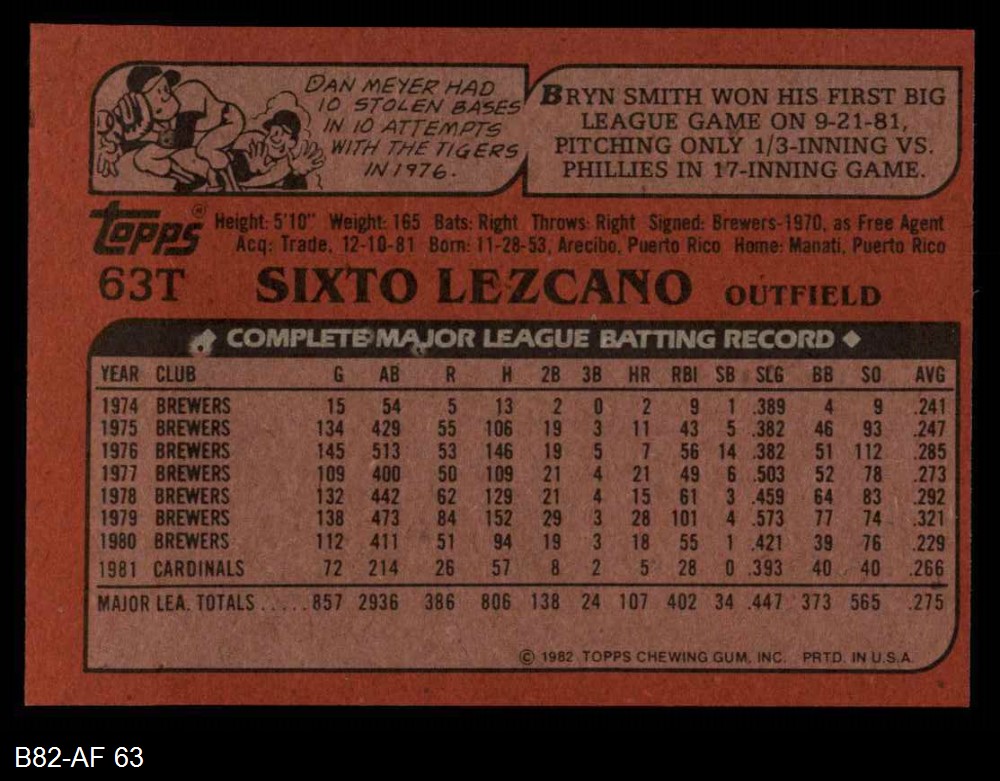 DAN MEYER HAD
10 STOLEN BASES
IN 10 ATTEMPTS
WITH THE TIGERS
IN 1976.
BRYN SMITH WON HIS FIRST BIG
LEAGUE GAME ON 9-21-81,
PITCHING ONLY 1/3-INNING VS.
PHILLIES IN 17-INNING GAME.
Topps® Height: 5'10" Weight: 165 Bats: Right Throws: Right Signed: Brewers-1970, as Free Agent
Acq: Trade, 12-10-81 Born: 11-28-53, Arecibo, Puerto Rico Home: Manati, Puerto Rico
63T SIXTO LEZCANO OUTFIELD
◆ COMPLETE MAJOR LEAGUE BATTING RECORD ◆
YEAR CLUB G AB R H 2B 3B HR RBI SB SLG BB SO AVG
1974 BREWERS 15 54 5 13 2 0 2 9 1 .389 4 9 .241
1975 BREWERS 134 429 55 106 19 3 11 43 5 .382 46 93 .247
1976 BREWERS 145 513 53 146 19 5 7 56 14 .382 51 112 .285
1977 BREWERS 109 400 50 109 21 4 21 49 6 .503 52 78 .273
1978 BREWERS 132 442 62 129 21 4 15 61 3 .459 64 83 .292
1979 BREWERS 138 473 84 152 29 3 28 101 4 .573 77 74 .321
1980 BREWERS 112 411 51 94 19 3 18 55 1 .421 39 76 .229
1981 CARDINALS 72 214 26 57 8 2 5 28 0 .393 40 40 .266
MAJOR LEA. TOTALS.....857 2936 386 806 138 24 107 402 34 .447 373 565 .275
© 1982 TOPPS CHEWING GUM, INC. PRTD. IN U.S.A.
B82-AF 63